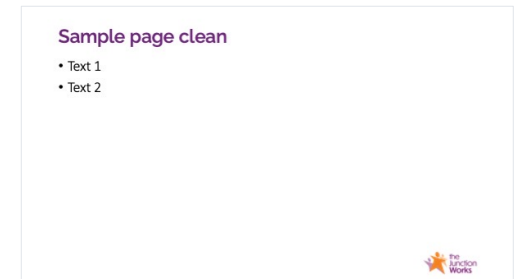 Sample page clean
• Text 1
• Text 2
the
Junction
Works